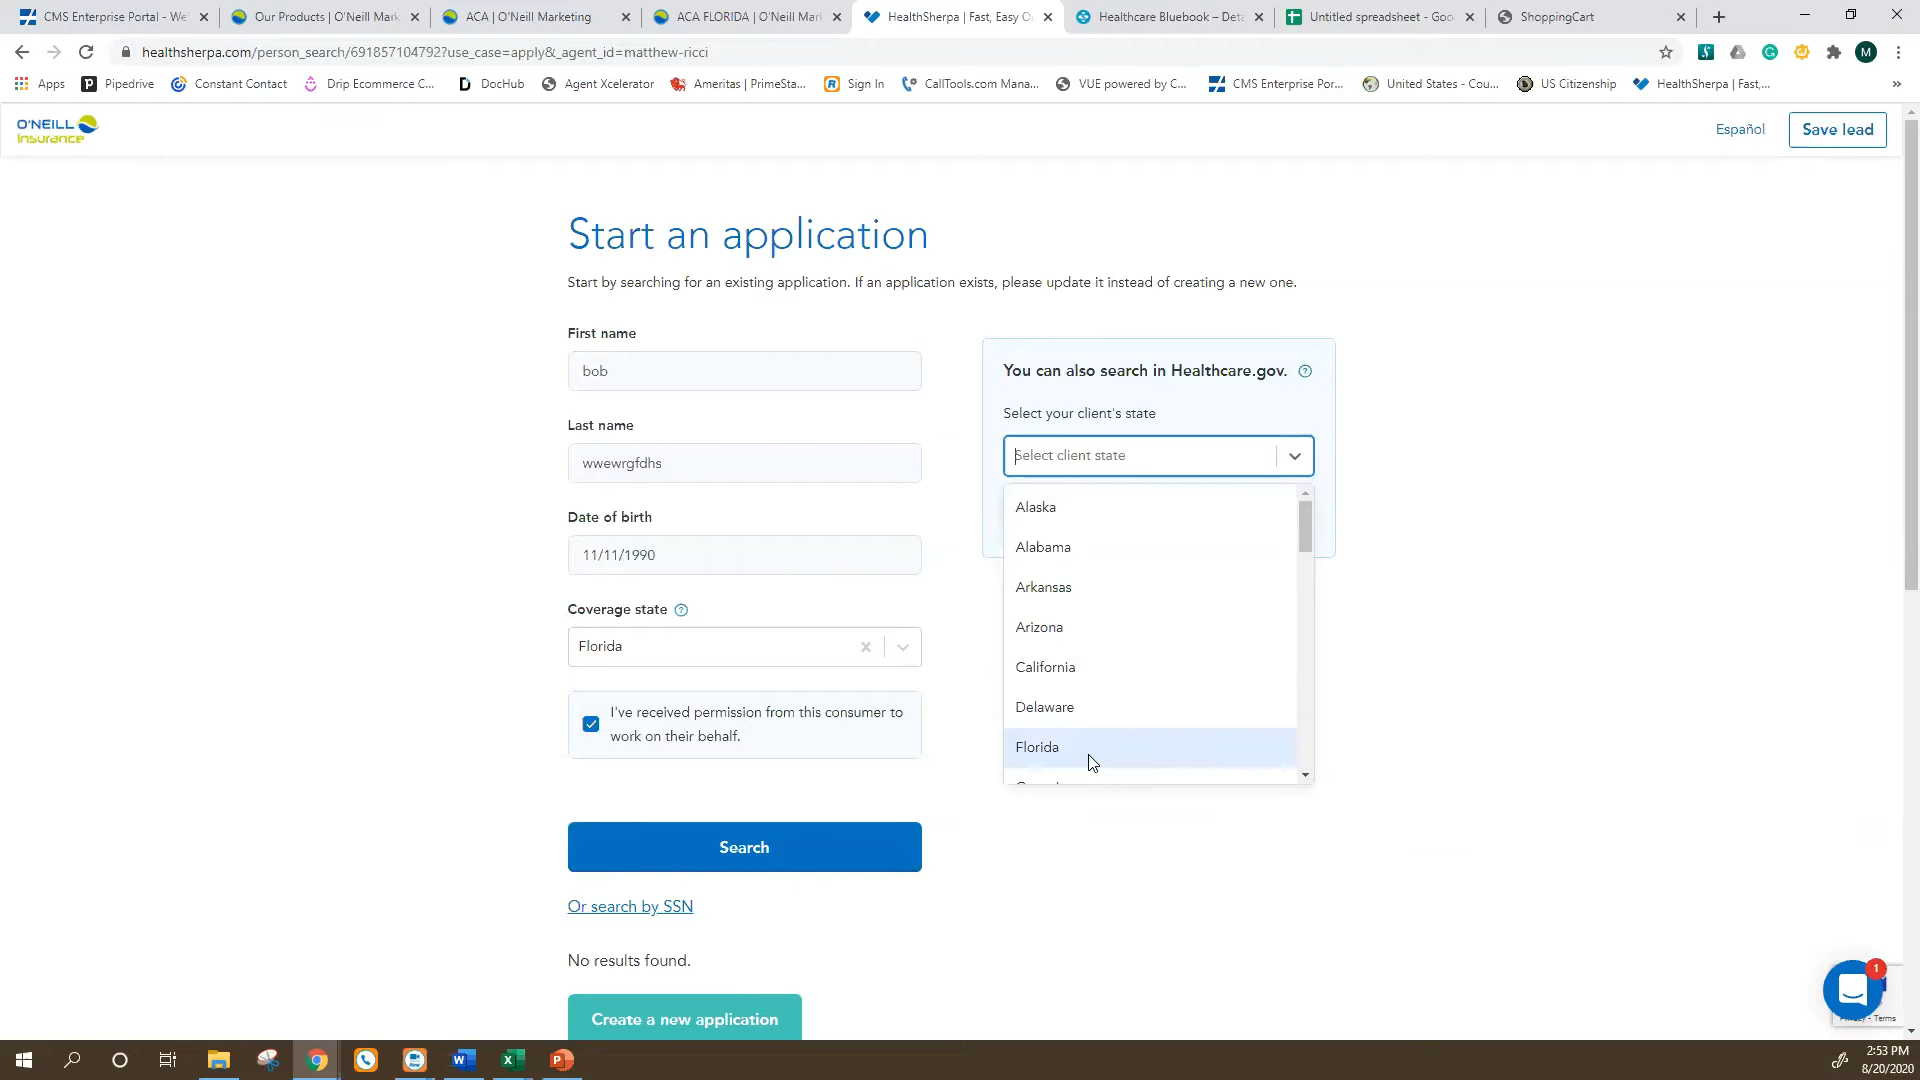 CMS Enterprise Portal - We
Our Products | O'Neill Mark
ACA | O'Neill Marketing
ACA FLORIDA | O'Neill Mar
HealthSherpa | Fast, Easy O
Healthcare Bluebook – Deta
Untitled spreadsheet - Goo
ShoppingCart
healthsherpa.com/person_search/691857104792?use_case=apply&_agent_id=matthew-ricci
M
Apps
Pipedrive
Constant Contact
Drip Ecommerce C...
DocHub
Agent Xcelerator
Ameritas | PrimeSta...
Sign In
CallTools.com Mana...
VUE powered by C...
CMS Enterprise Por...
United States - Cou...
US Citizenship
HealthSherpa | Fast,...
»
O'NEILL
Insurance
Español
Save lead
Start an application
Start by searching for an existing application. If an application exists, please update it instead of creating a new one.
First name
bob
Last name
wwewrgfdhs
Date of birth
11/11/1990
Coverage state ?
Florida
I've received permission from this consumer to
work on their behalf.
Search
Or search by SSN
No results found.
Create a new application
You can also search in Healthcare.gov. ?
Select your client's state
Select client state
Alaska
Alabama
Arkansas
Arizona
California
Delaware
Florida
1
Privacy - Terms
2:53 PM
8/20/2020